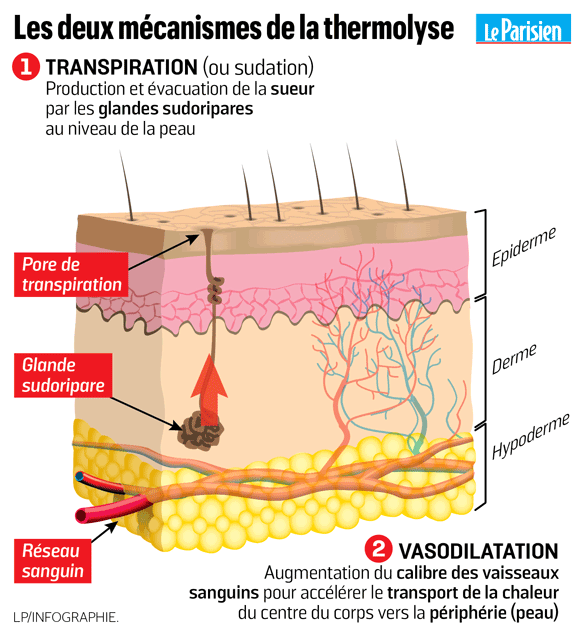 Les deux mécanismes de la thermolyse
Le Parisien
1 TRANSPIRATION (ou sudation)
Production et évacuation de la sueur
par les glandes sudoripares
au niveau de la peau
Pore de
transpiration
Glande
sudoripare
Réseau
sanguin
Epiderme
Derme
Hypoderme
2 VASODILATATION
Augmentation du calibre des vaisseaux
sanguins pour accélérer le transport de la chaleur
du centre du corps vers la périphérie (peau)
LP/INFOGRAPHIE.